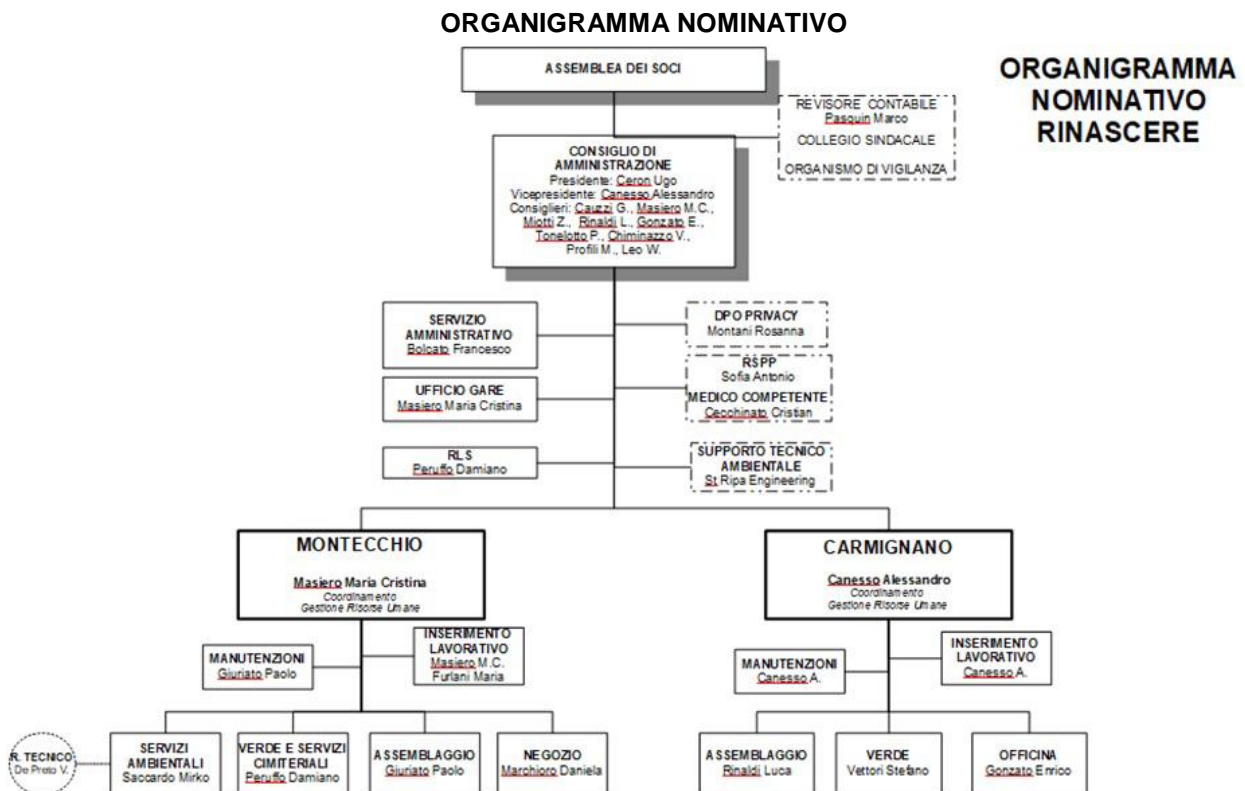 ORGANIGRAMMA NOMINATIVO
ORGANIGRAMMA
NOMINATIVO
RINASCERE
ASSEMBLEA DEI SOCI
REVISORE CONTABILE
Pasquin Marco
COLLEGIO SINDACALE
ORGANISMO DI VIGILANZA
CONSIGLIO DI
AMMINISTRAZIONE
Presidente: Ceron Ugo
Vicepresidente: Canesso Alessandro
Consiglieri: Cauzzi G., Masiero M.C.,
Miotti Z., Rinaldi L., Gonzato E.,
Tonelotto P., Chiminazzo V.,
Profili M., Leo W.
SERVIZIO
AMMINISTRATIVO
Bolcato Francesco
DPO PRIVACY
Montani Rosanna
UFFICIO GARE
Masiero Maria Cristina
RSPP
Sofia Antonio
MEDICO COMPETENTE
Cecchinato Cristian
RLS
Peruffo Damiano
SUPPORTO TECNICO
AMBIENTALE
St Ripa Engineering
MONTECCHIO
Masiero Maria Cristina
Coordinamento
Gestione Risorse Umane
CARMIGNANO
Canesso Alessandro
Coordinamento
Gestione Risorse Umane
MANUTENZIONI
Giuriato Paolo
INSERIMENTO
LAVORATIVO
Masiero M.C.
Furlani Maria
MANUTENZIONI
Canesso A.
INSERIMENTO
LAVORATIVO
Canesso A.
R. TECNICO
De Preto V.
SERVIZI
AMBIENTALI
Saccardo Mirko
VERDE E SERVIZI
CIMITERIALI
Peruffo Damiano
ASSEMBLAGGIO
Giuriato Paolo
NEGOZIO
Marchioro Daniela
ASSEMBLAGGIO
Rinaldi Luca
VERDE
Vettori Stefano
OFFICINA
Gonzato Enrico